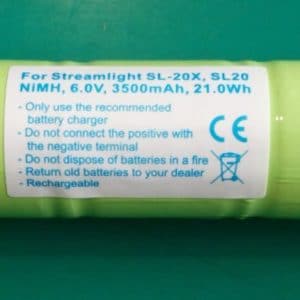 For Streamlight SL-20X, SL20
NiMH, 6.0V, 3500mAh, 21.0Wh
- Only use the recommended
battery charger
- Do not connect the positive with
the negative terminal
- Do not dispose of batteries in a fire
- Return old batteries to your dealer
- Rechargeable
CE